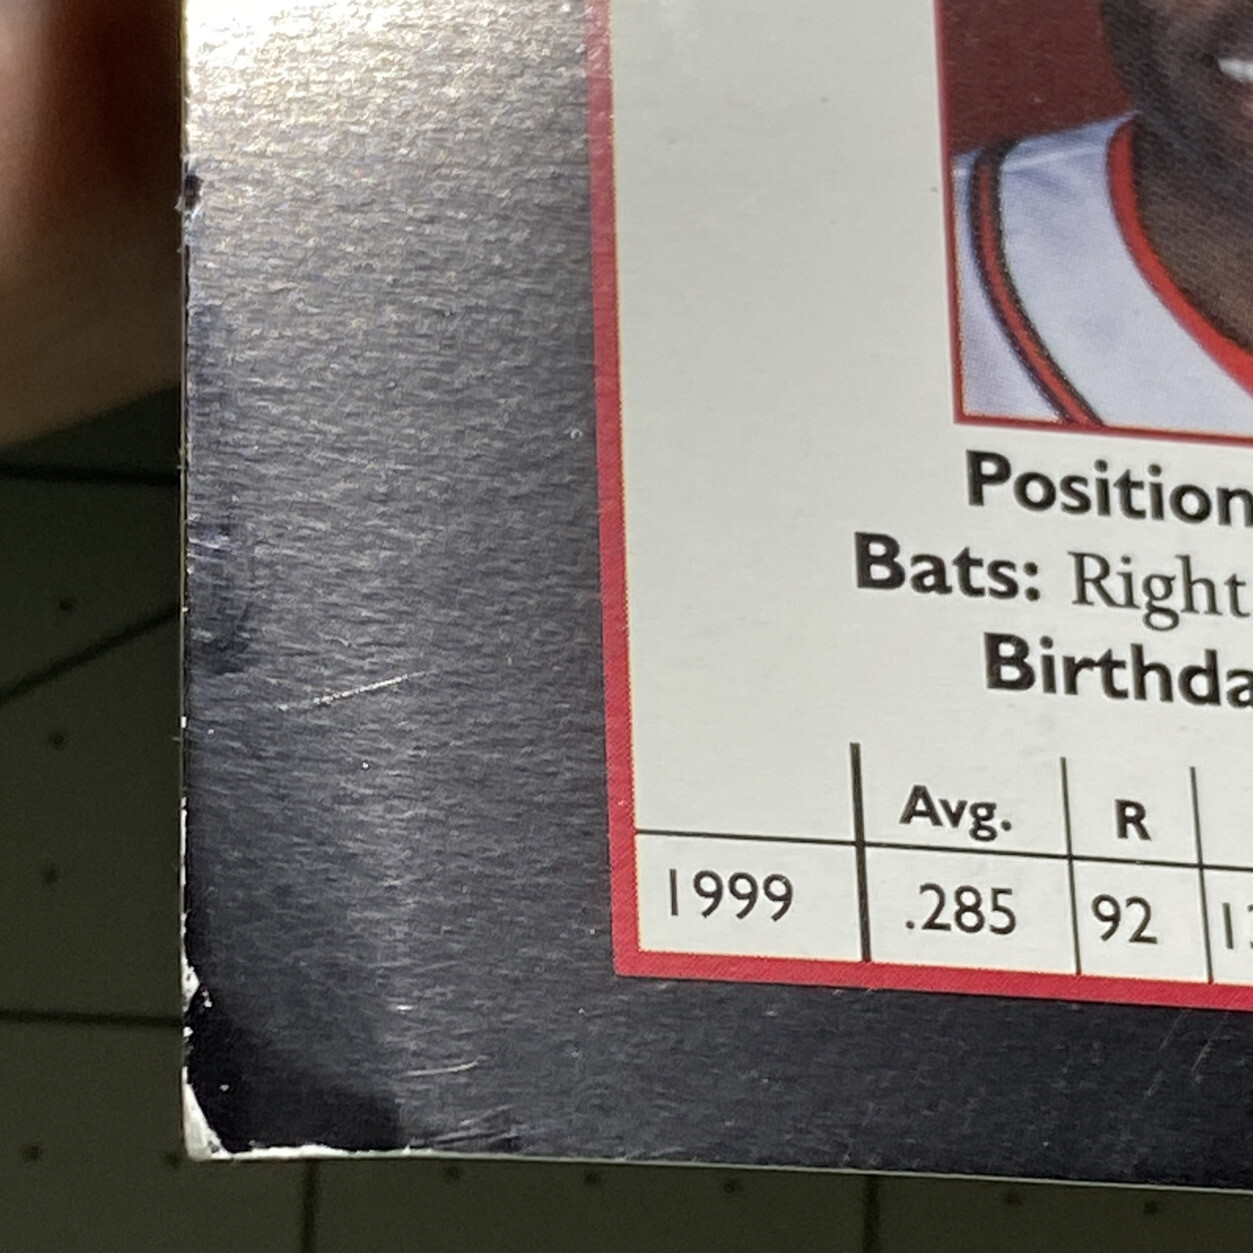 Position
Bats: Right
Birthda
Avg. R
1999 .285 92